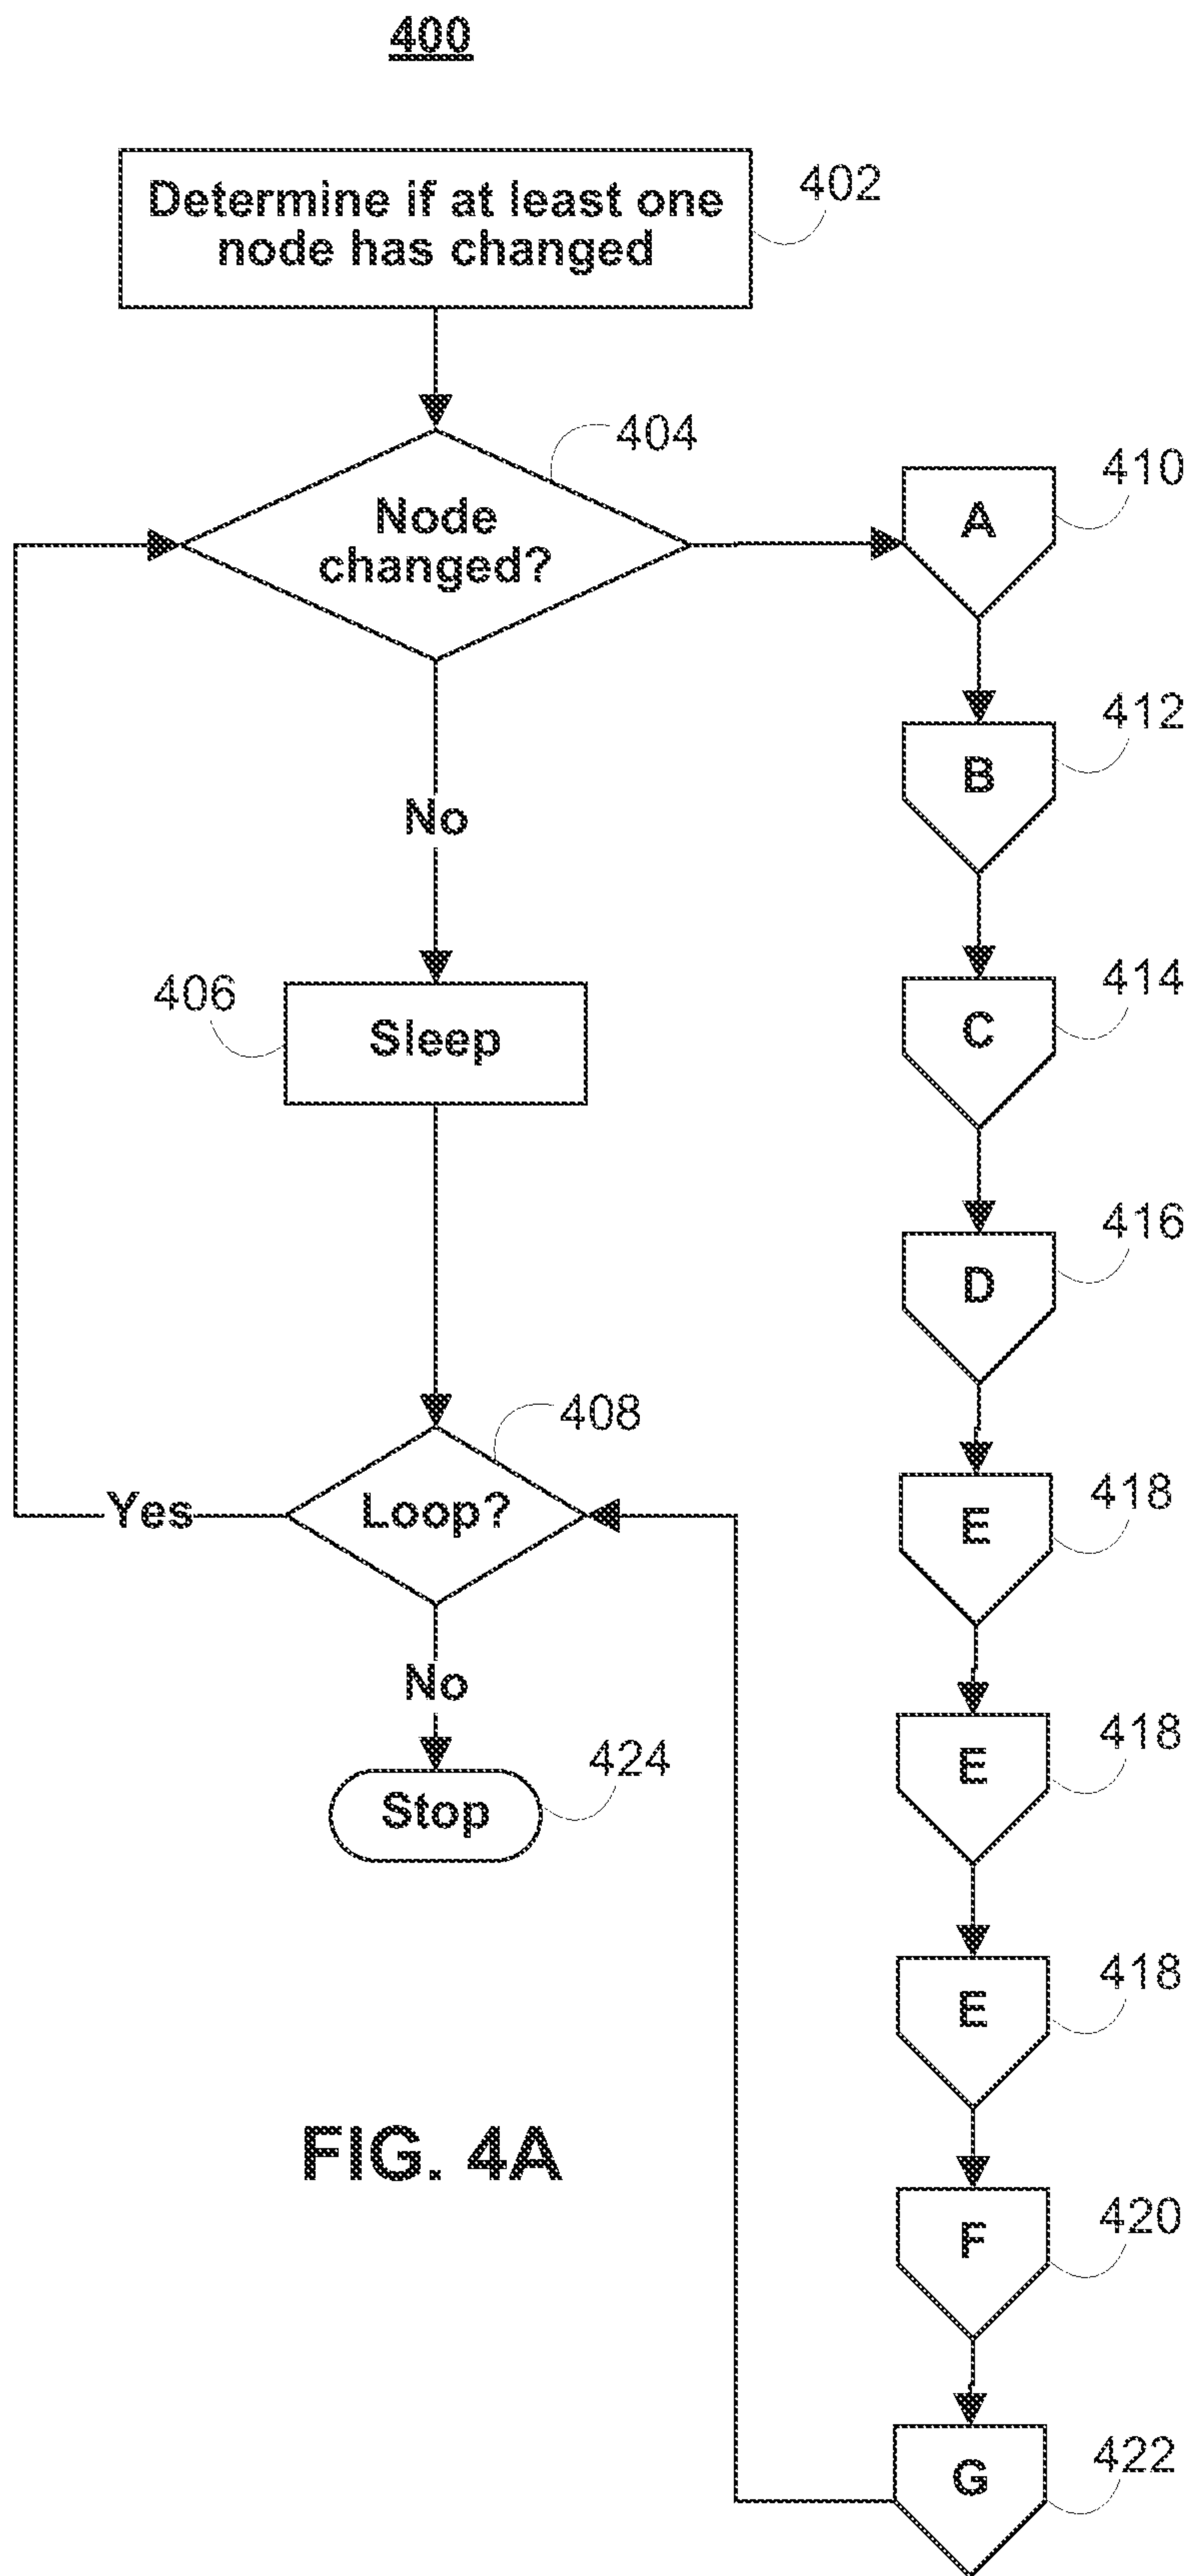 400
Determine if at least one
node has changed
402
404
Node
changed?
410
A
412
B
No
414
C
406
Sleep
416
D
408
Loop?
Yes
418
E
No
424
Stop
418
E
418
E
FIG. 4A
420
F
422
G